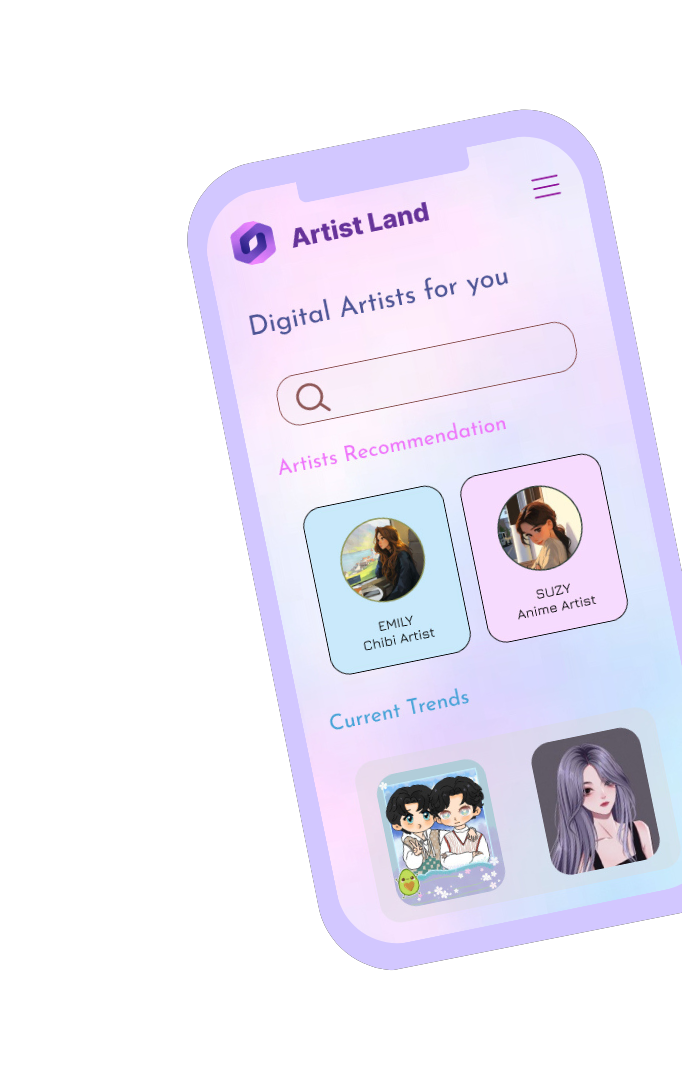 Artist Land
Digital Artists for you
Artists Recommendation
EMILY
Chibi Artist
SUZY
Anime Artist
Current Trends